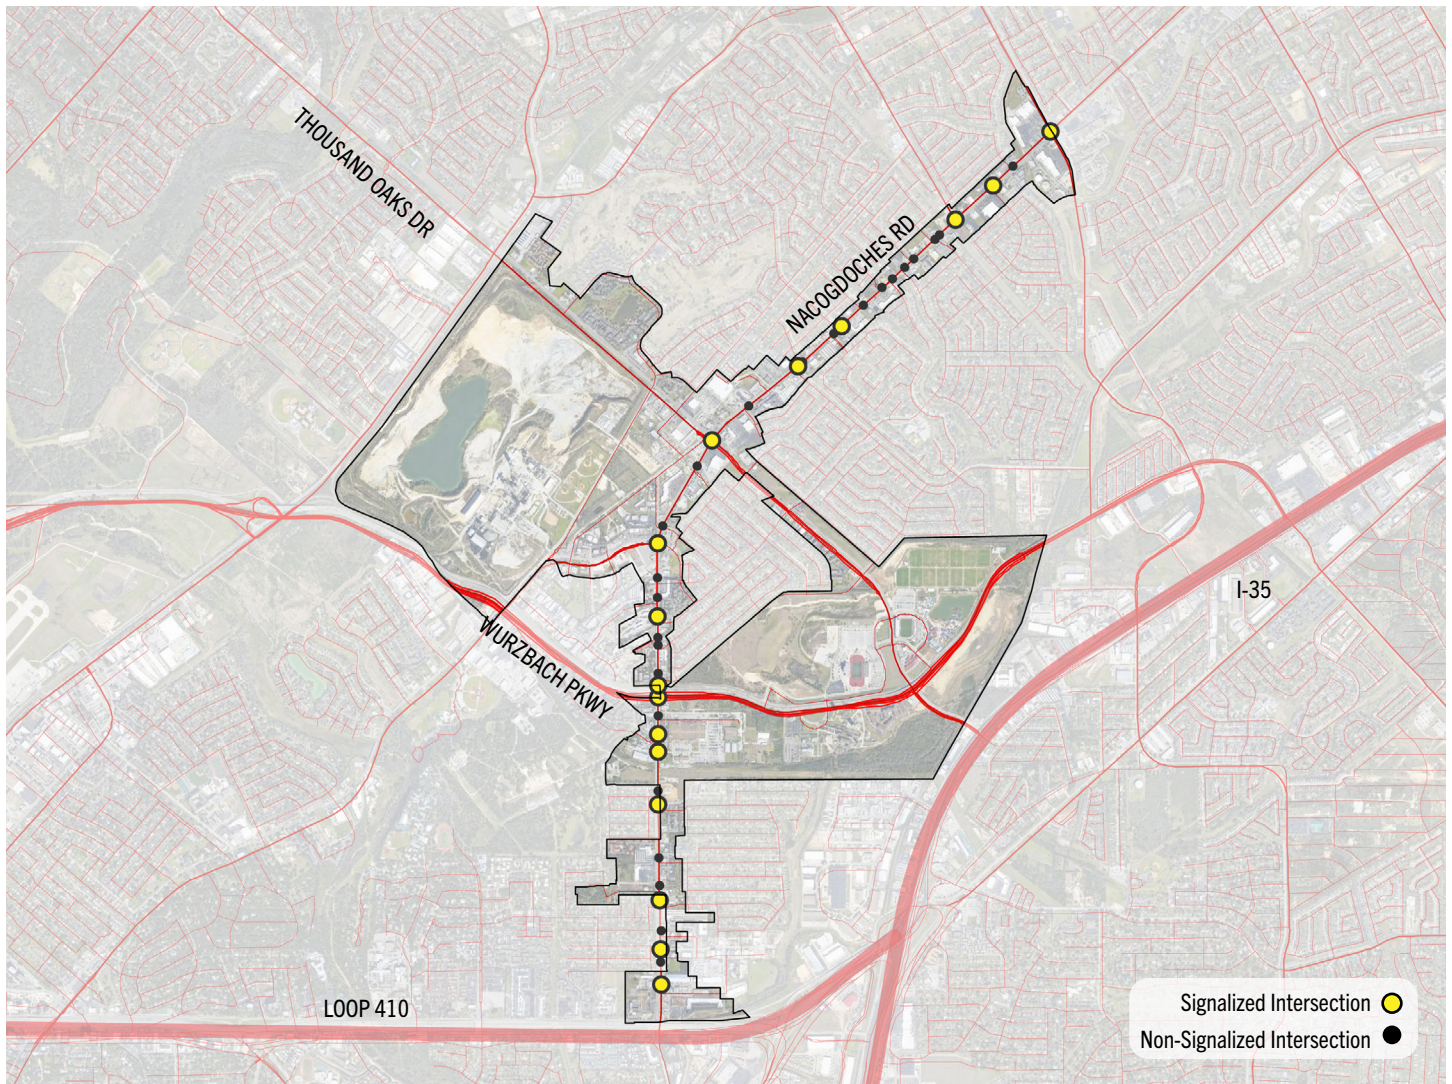 THOUSAND OAKS DR
NACOGDOCHES RD
I-35
WURZBACH PKWY
LOOP 410
Signalized Intersection
Non-Signalized Intersection